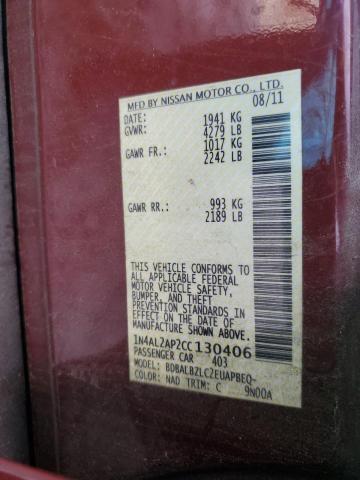 MFD BY NISSAN MOTOR CO., LTD.
DATE: 08/11
GVWR: 1941 KG
4279 LB
GAWR FR.: 1017 KG
2242 LB
GAWR RR.: 993 KG
2189 LB
THIS VEHICLE CONFORMS TO
ALL APPLICABLE FEDERAL
MOTOR VEHICLE SAFETY,
BUMPER, AND THEFT
PREVENTION STANDARDS IN
EFFECT ON THE DATE OF
MANUFACTURE SHOWN ABOVE.
1N4AL2AP2CC130406
PASSENGER CAR 403
MODEL: BDBALBZLC2EUAPBEQ-
COLOR: NAD TRIM: C 9N00A